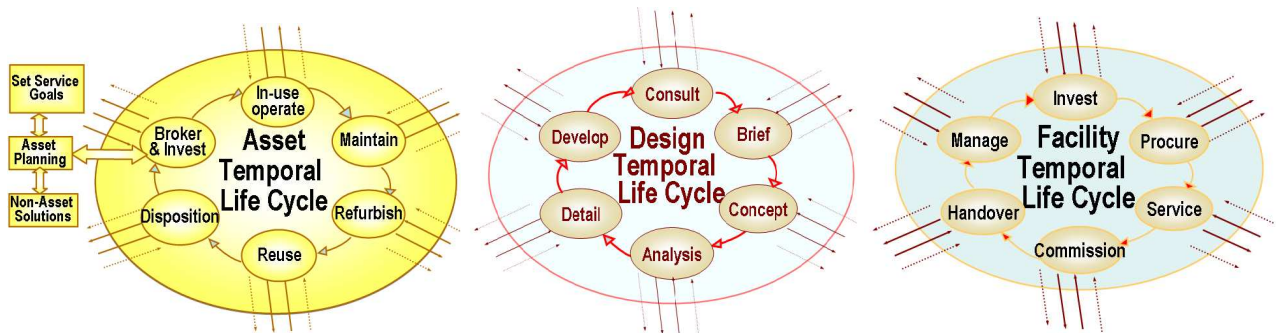 Set Service
Goals
Asset
Planning
Non-Asset
Solutions
In-use
operate
Broker
& Invest
Maintain
Disposition
Refurbish
Reuse
Asset
Temporal
Life Cycle
Consult
Develop
Brief
Detail
Concept
Analysis
Design
Temporal
Life Cycle
Invest
Manage
Procure
Handover
Service
Commission
Facility
Temporal
Life Cycle